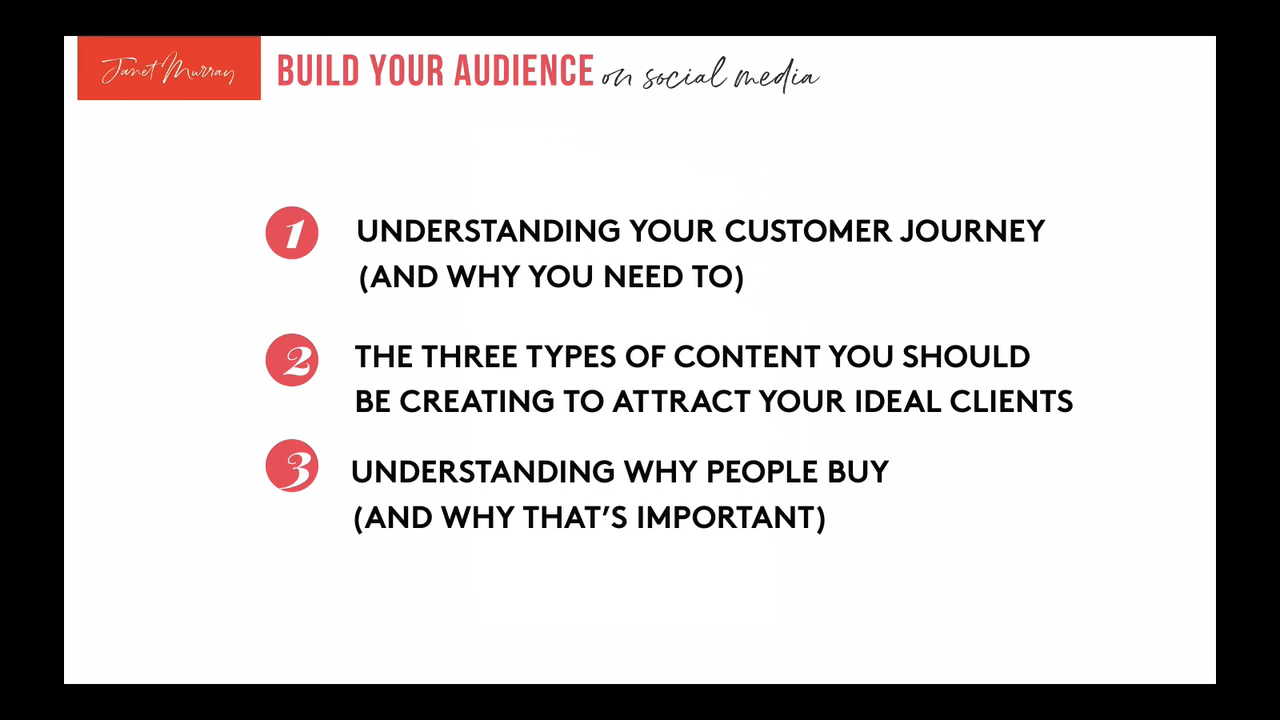 Janet Murray
BUILD YOUR AUDIENCE on social media
1 UNDERSTANDING YOUR CUSTOMER JOURNEY
(AND WHY YOU NEED TO)
2 THE THREE TYPES OF CONTENT YOU SHOULD
BE CREATING TO ATTRACT YOUR IDEAL CLIENTS
3 UNDERSTANDING WHY PEOPLE BUY
(AND WHY THAT’S IMPORTANT)